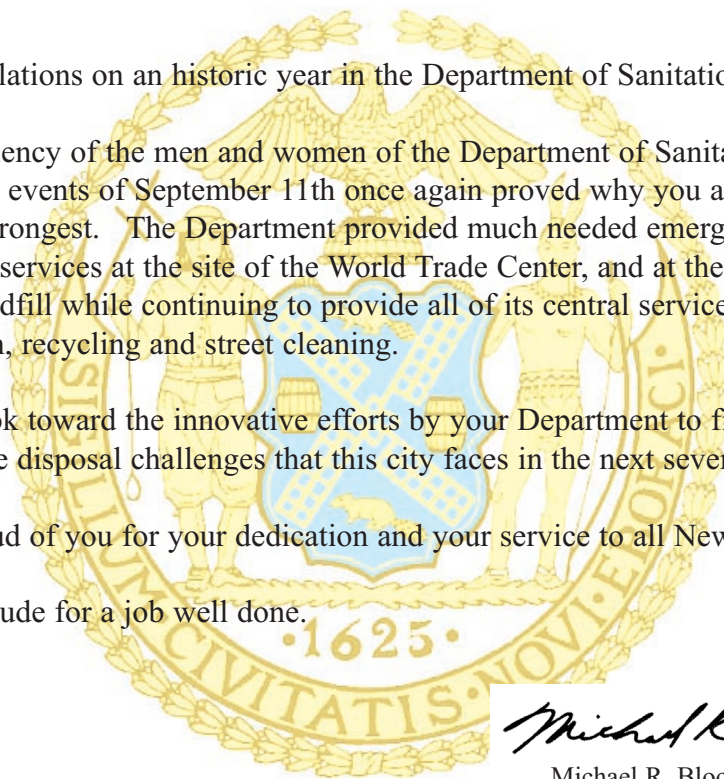 lations on an historic year in the Department of Sanitatio
iency of the men and women of the Department of Sanita
events of September 11th once again proved why you a
rongest. The Department provided much needed emerg
services at the site of the World Trade Center, and at the
dfill while continuing to provide all of its central service
n, recycling and street cleaning.
k toward the innovative efforts by your Department to f
e disposal challenges that this city faces in the next seve
ud of you for your dedication and your service to all New
ude for a job well done.
SIGILLUM CIVITATIS NOVI EBORACI
·1625·
Michael R
Michael R. Bloo